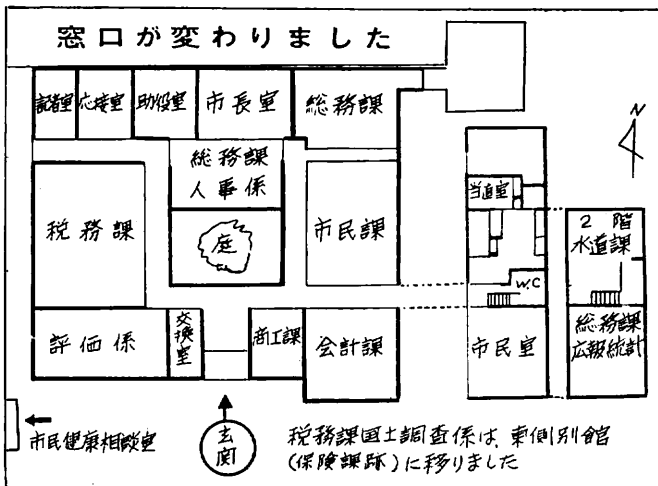 窓口が変わりました
記者室
応接室
助役室
市長室
総務課
N
総務課
人事係
当直室
税務課
庭
市民課
2階
水道課
W.C
評価係
交換室
商工課
会計課
市民室
総務課
広報統計
市民健康相談室
玄関
税務課国土調査係は、東側別館
(保険課跡)に移りました